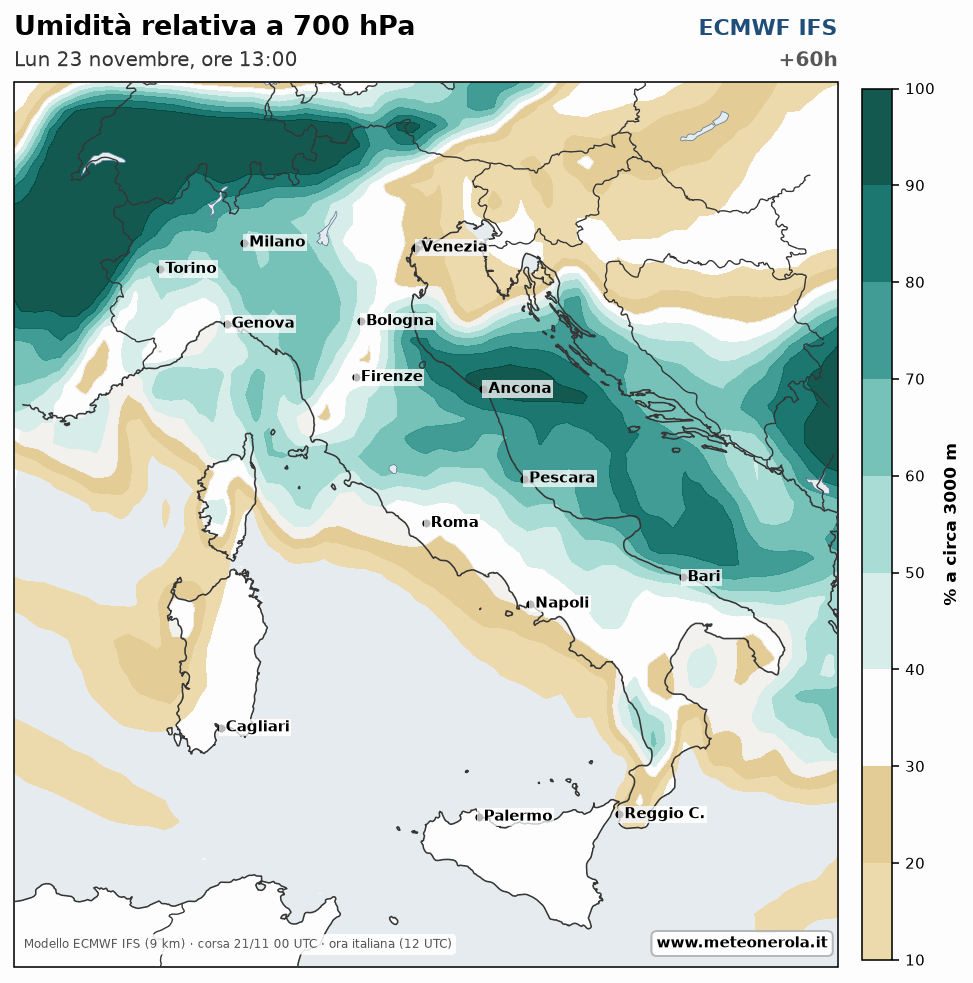 Umidità relativa a 700 hPa
ECMWF IFS
Lun 23 novembre, ore 13:00
+60h
100
90
80
70
60
50
40
30
20
10
% a circa 3000 m
Milano
Venezia
Torino
Genova
Bologna
Firenze
Ancona
Pescara
Roma
Bari
Napoli
Cagliari
Palermo
Reggio C.
Modello ECMWF IFS (9 km) · corsa 21/11 00 UTC · ora italiana (12 UTC)
www.meteonerola.it